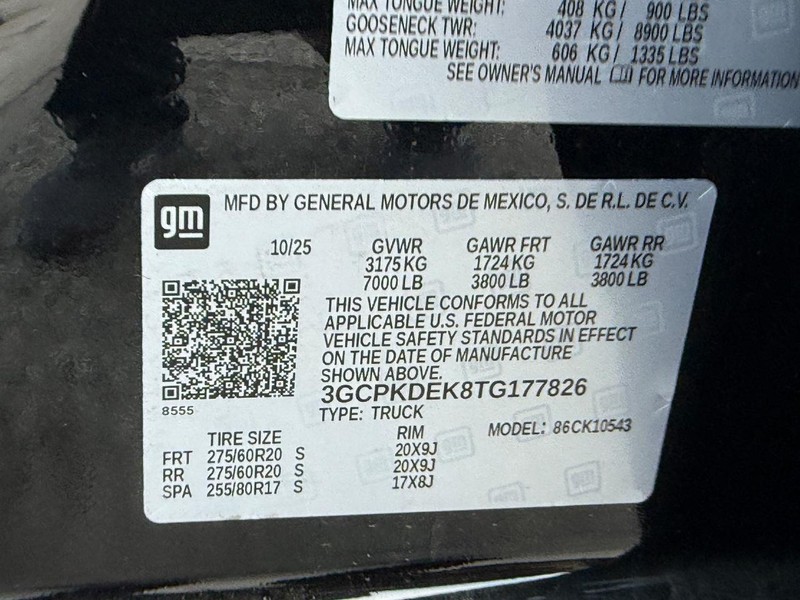 MAX TONGUE WEIGHT: 408 KG / 900 LBS
GOOSENECK TWR: 4037 KG / 8900 LBS
MAX TONGUE WEIGHT: 606 KG / 1335 LBS
SEE OWNER'S MANUAL FOR MORE INFORMATION
gm MFD BY GENERAL MOTORS DE MEXICO, S. DE R.L. DE C.V.
10/25 GVWR GAWR FRT GAWR RR
3175 KG 1724 KG 1724 KG
7000 LB 3800 LB 3800 LB
THIS VEHICLE CONFORMS TO ALL
APPLICABLE U.S. FEDERAL MOTOR
VEHICLE SAFETY STANDARDS IN EFFECT
ON THE DATE OF MANUFACTURE
SHOWN ABOVE.
3GCPKDEK8TG177826
8555
TYPE: TRUCK
TIRE SIZE RIM MODEL: 86CK10543
FRT 275/60R20 S 20X9J
RR 275/60R20 S 20X9J
SPA 255/80R17 S 17X8J